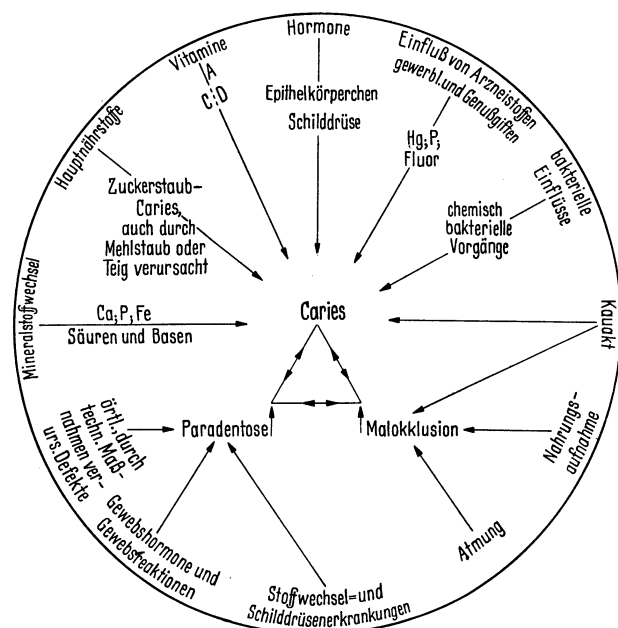 Hormone
Vitamine
A
C D
Epithelkörperchen
Schilddrüse
Einfluß von Arzneistoffen
gewerbl. und Genußgiften
Hg, P,
Fluor
bakterielle
Einflüsse
chemisch
bakterielle
Vorgänge
Hauptnährstoffe
Zuckerstaub-
Caries,
auch durch
Mehlstaub oder
Teig verursacht
Mineralstoffwechsel
Ca, P, Fe
Säuren und Basen
Caries
Kauakt
örtl., durch
techn. Maß-
nahmen ver-
urs. Defekte
Paradentose
Malokklusion
Nahrungs-
aufnahme
Gewebshormone und
Gewebsreaktionen
Stoffwechsel= und
Schilddrüsenerkrankungen
Atmung